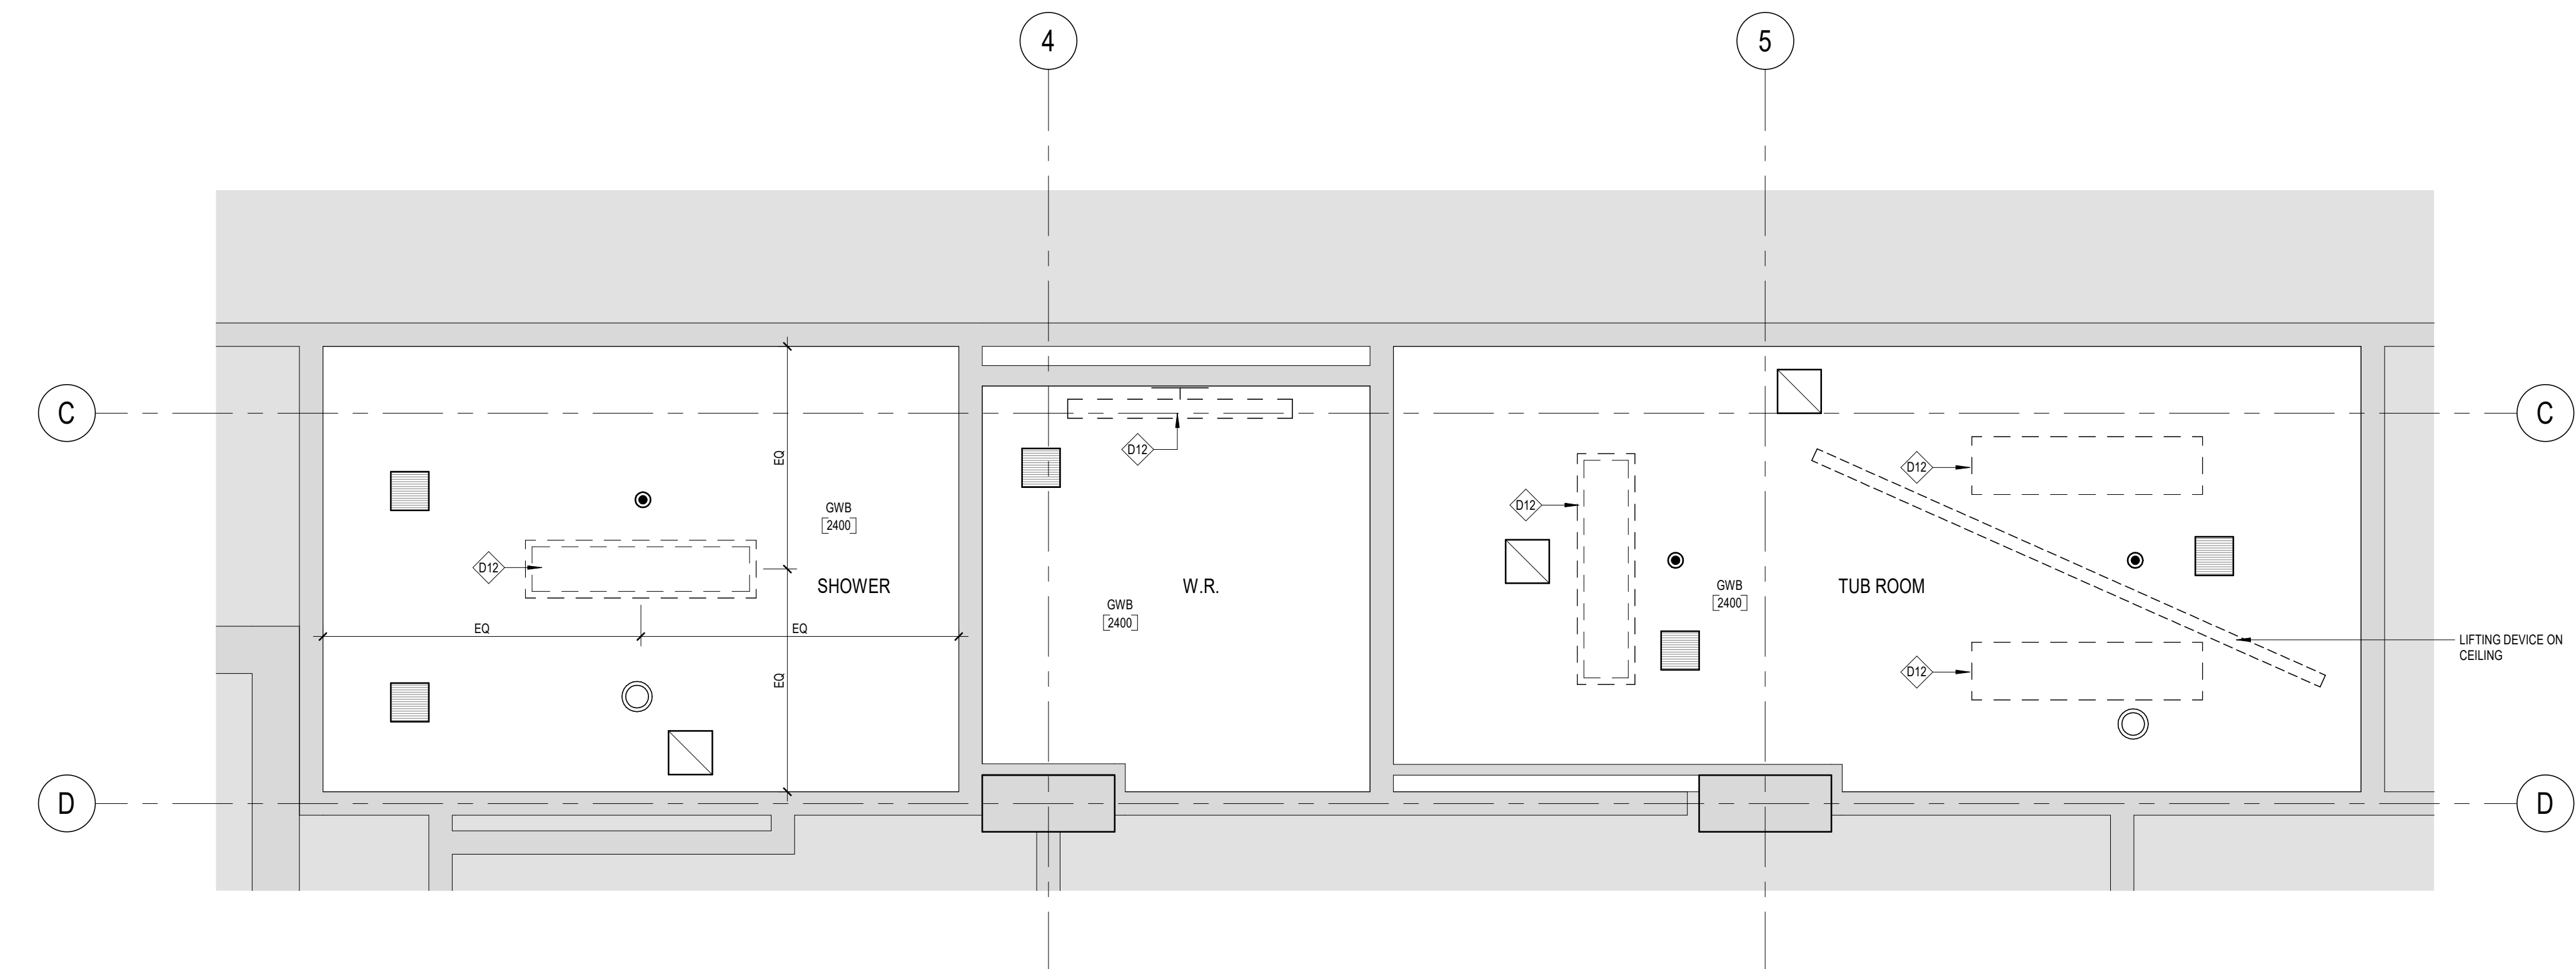 4
5
C
C
EQ
D12
D12
D12
GWB
[2400]
D12
D12
SHOWER
W.R.
GWB
[2400]
TUB ROOM
GWB
[2400]
EQ
EQ
LIFTING DEVICE ON
CEILING
EQ
D12
D
D